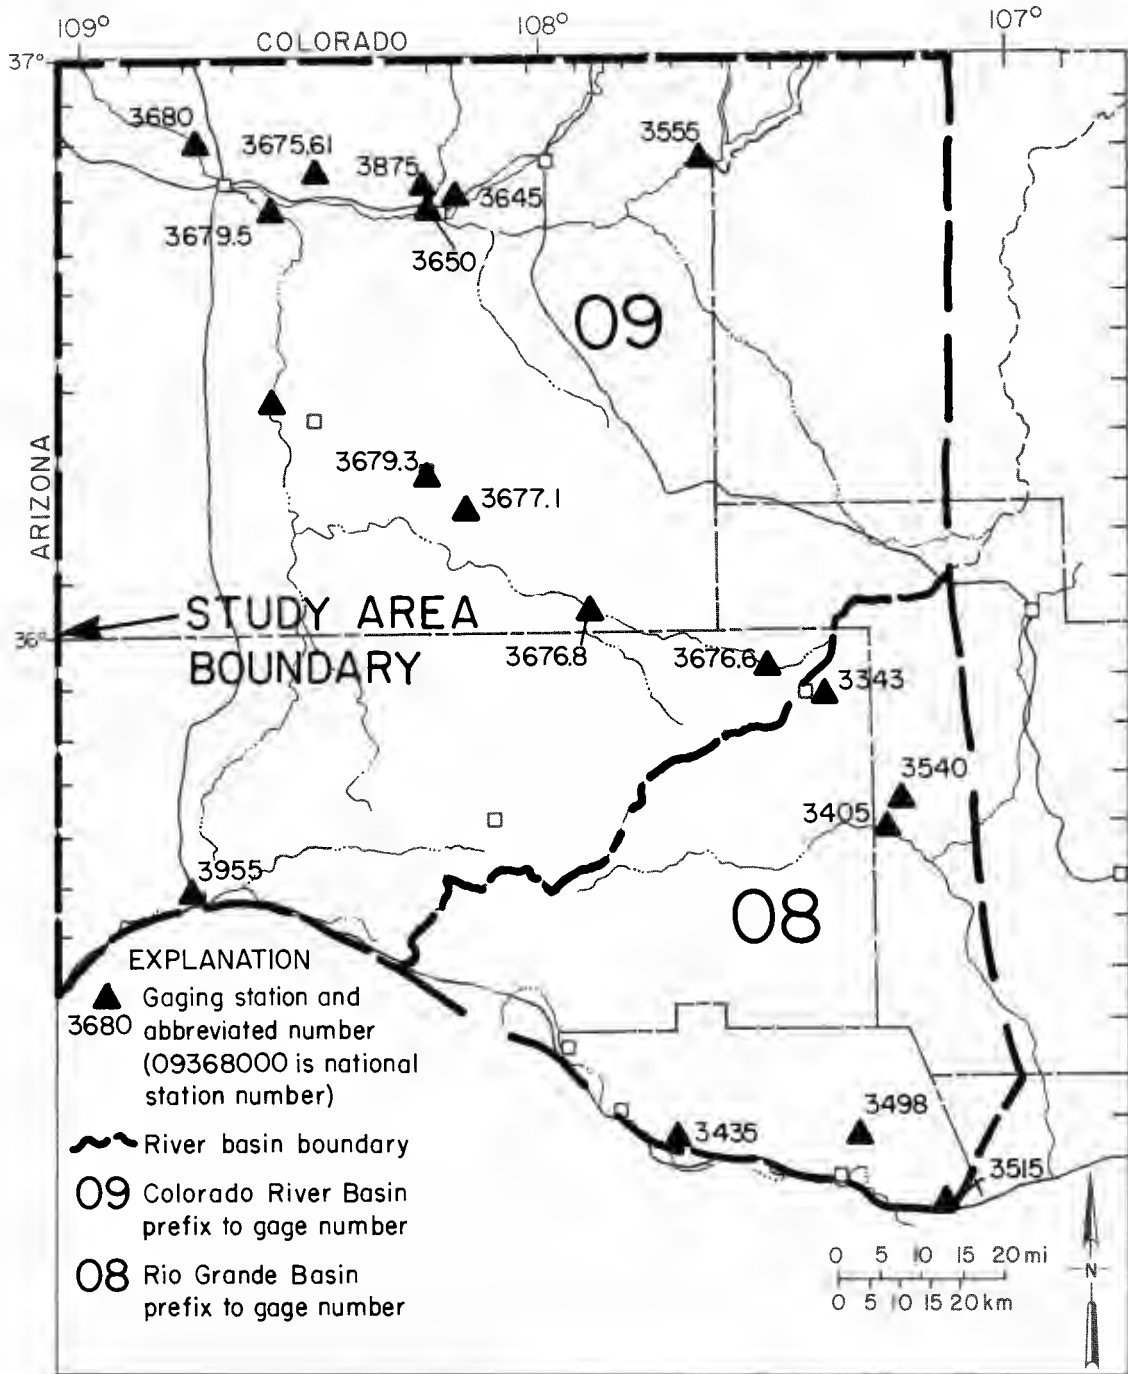 109°
108°
107°
COLORADO
37°
3680
3675.61
3875
3555
3645
3679.5
3650
09
ARIZONA
3679.3
3677.1
STUDY AREA
BOUNDARY
36°
3676.8
3676.6
3343
3540
3405
3955
08
EXPLANATION
Gaging station and
3680 abbreviated number
(09368000 is national
station number)
River basin boundary
09 Colorado River Basin
prefix to gage number
08 Rio Grande Basin
prefix to gage number
3498
3435
3515
0 5 10 15 20 mi
0 5 10 15 20 km
N